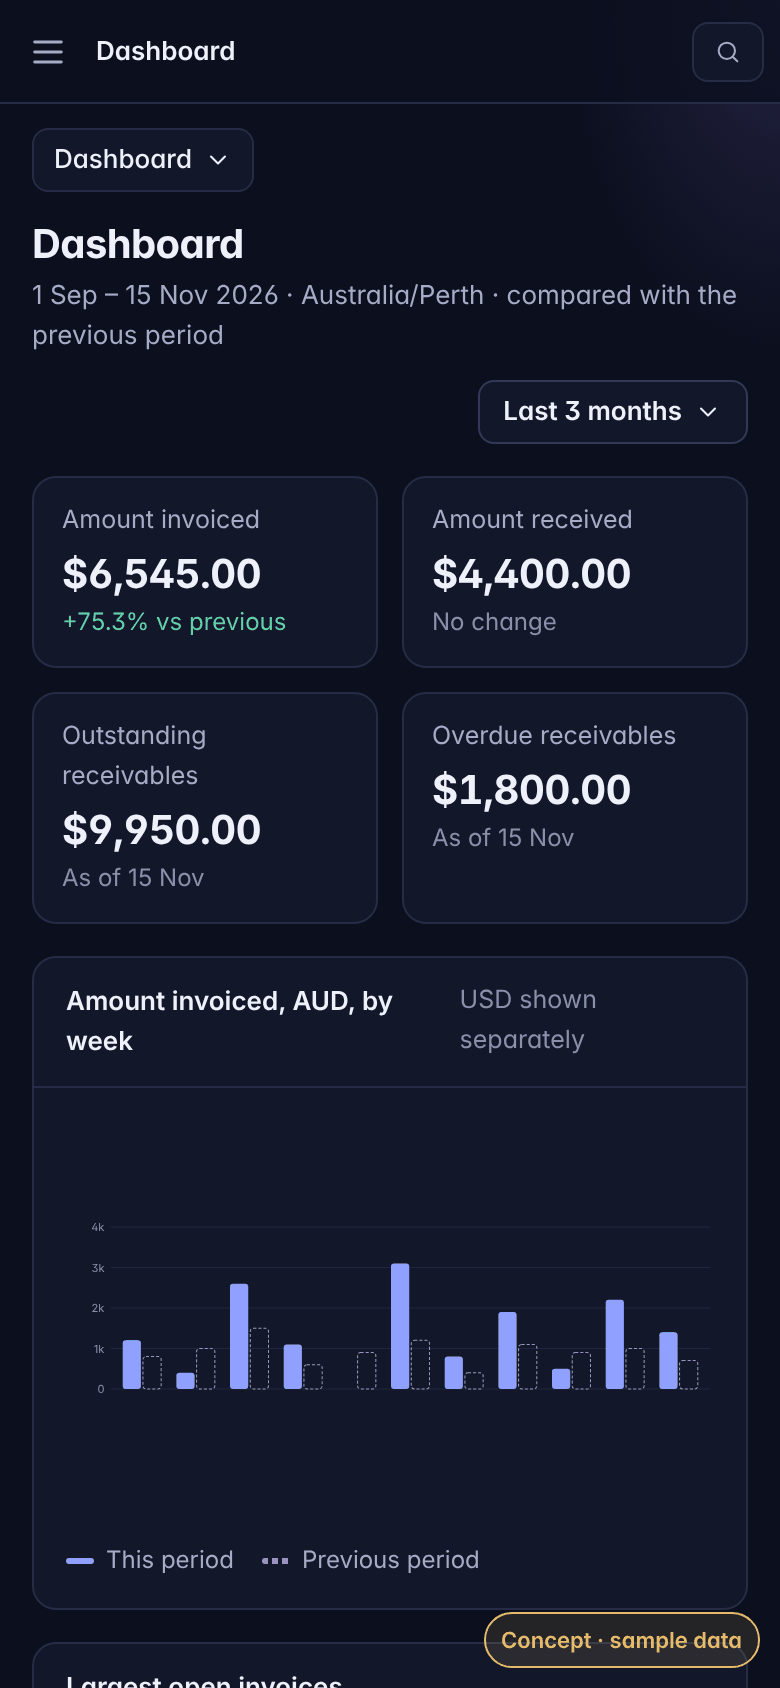 Dashboard
Dashboard
Dashboard
1 Sep – 15 Nov 2026 · Australia/Perth · compared with the
previous period
Last 3 months
Amount invoiced
$6,545.00
+75.3% vs previous
Amount received
$4,400.00
No change
Outstanding
receivables
$9,950.00
As of 15 Nov
Overdue receivables
$1,800.00
As of 15 Nov
Amount invoiced, AUD, by
week
USD shown
separately
4k
3k
2k
1k
0
This period
Previous period
Concept · sample data
Largest open invoices